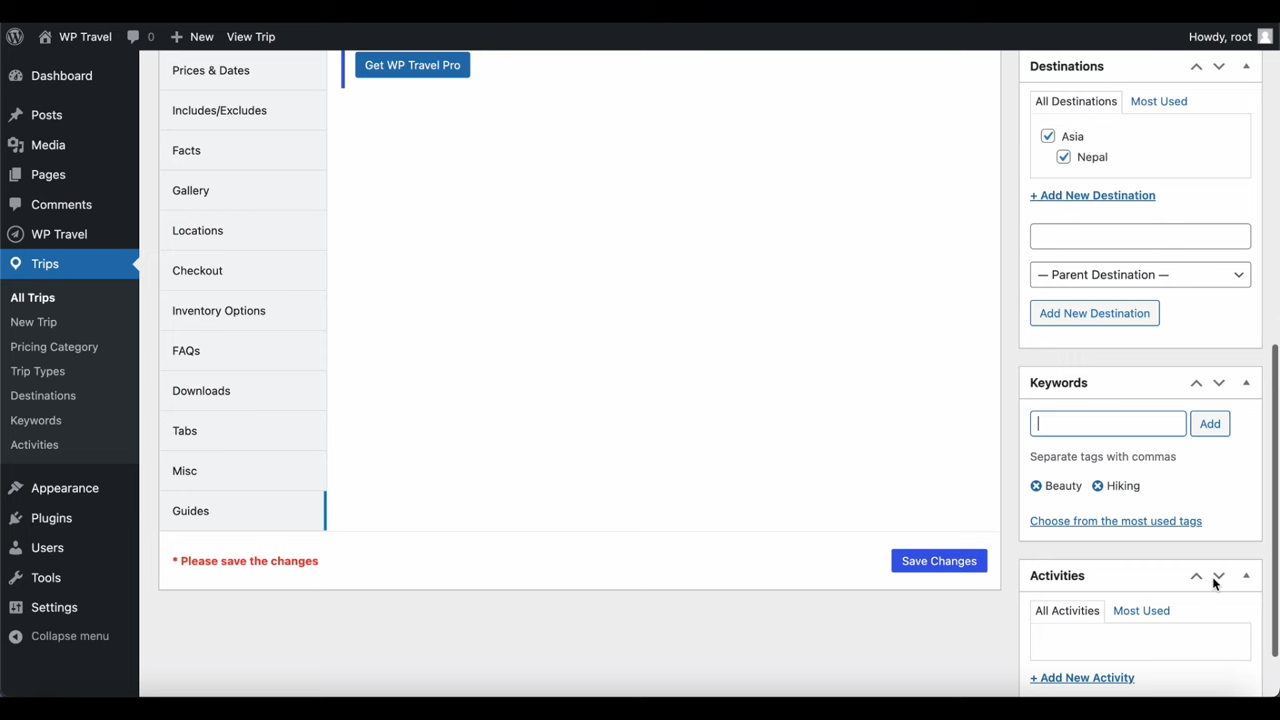 WP Travel 0 New View Trip Howdy, root
Dashboard
Posts
Media
Pages
Comments
WP Travel
Trips
All Trips
New Trip
Pricing Category
Trip Types
Destinations
Keywords
Activities
Appearance
Plugins
Users
Tools
Settings
Collapse menu
Prices & Dates
Includes/Excludes
Facts
Gallery
Locations
Checkout
Inventory Options
FAQs
Downloads
Tabs
Misc
Guides
Get WP Travel Pro
* Please save the changes
Save Changes
Destinations
All Destinations Most Used
Asia
Nepal
+ Add New Destination
— Parent Destination —
Add New Destination
Keywords
Add
Separate tags with commas
Beauty Hiking
Choose from the most used tags
Activities
All Activities Most Used
+ Add New Activity